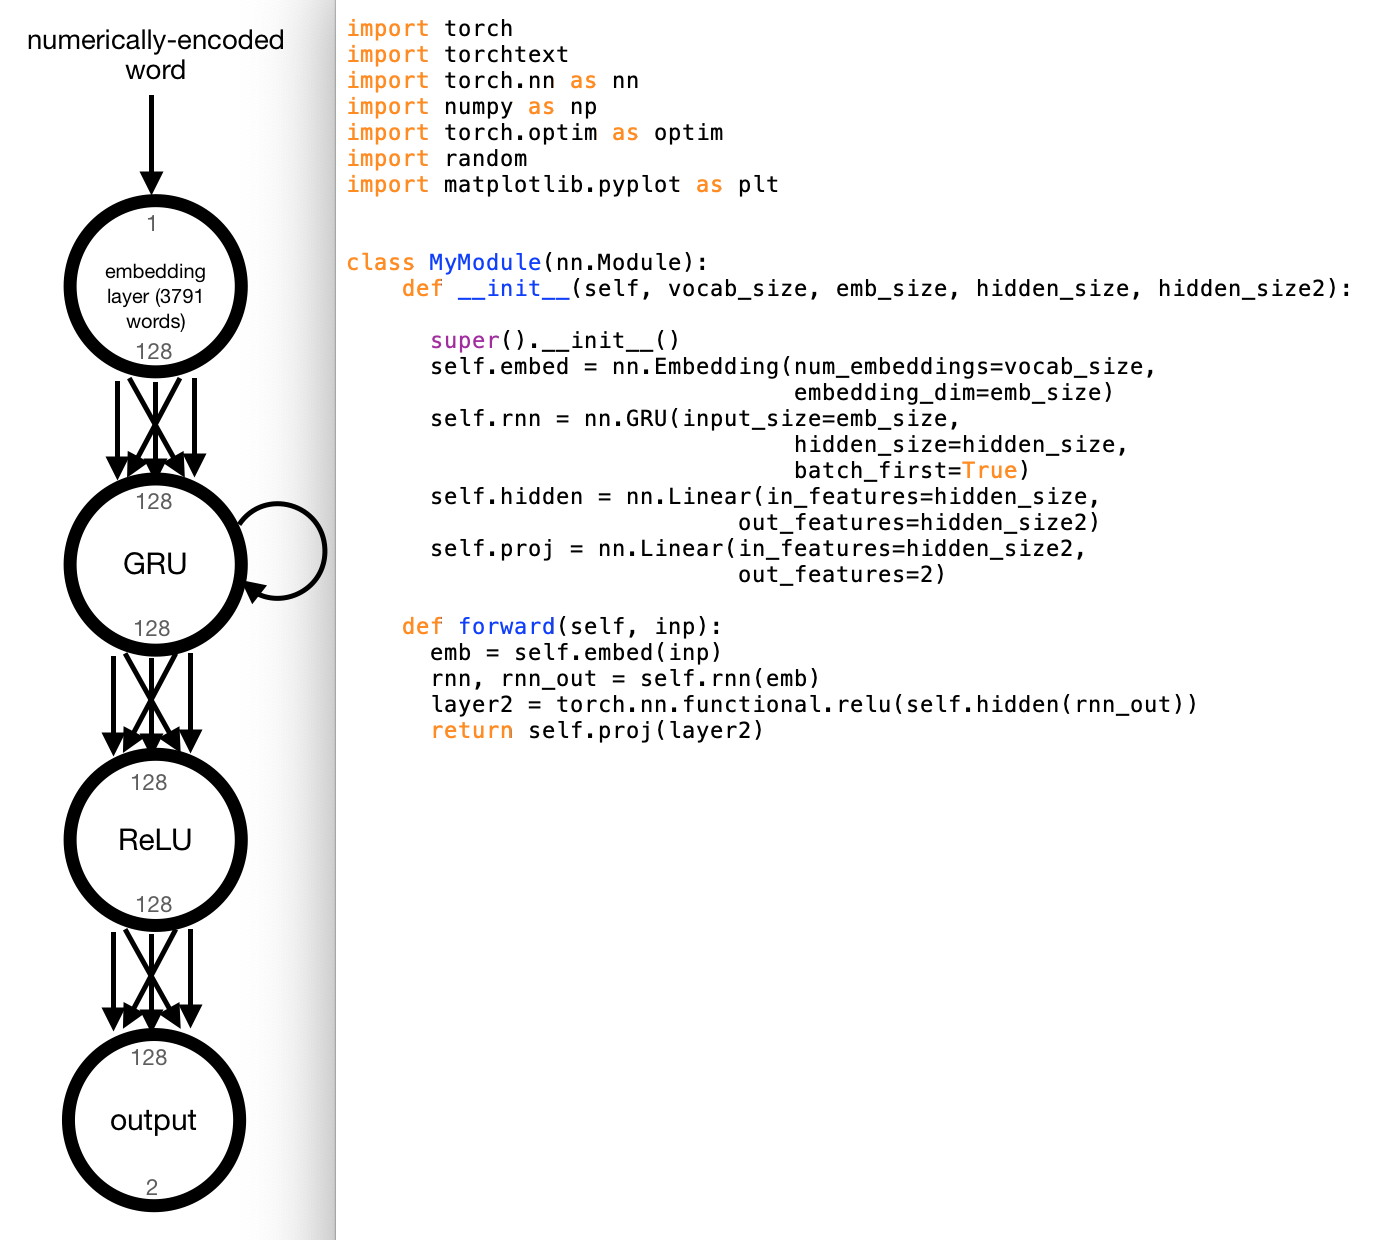 numerically-encoded
word
1
embedding
layer (3791
words)
128
128
GRU
128
128
ReLU
128
128
output
2
import torch
import torchtext
import torch.nn as nn
import numpy as np
import torch.optim as optim
import random
import matplotlib.pyplot as plt
class MyModule(nn.Module):
    def __init__(self, vocab_size, emb_size, hidden_size, hidden_size2):
      super().__init__()
      self.embed = nn.Embedding(num_embeddings=vocab_size,
                                embedding_dim=emb_size)
      self.rnn = nn.GRU(input_size=emb_size,
                                hidden_size=hidden_size,
                                batch_first=True)
      self.hidden = nn.Linear(in_features=hidden_size,
                            out_features=hidden_size2)
      self.proj = nn.Linear(in_features=hidden_size2,
                            out_features=2)
    def forward(self, inp):
      emb = self.embed(inp)
      rnn, rnn_out = self.rnn(emb)
      layer2 = torch.nn.functional.relu(self.hidden(rnn_out))
      return self.proj(layer2)